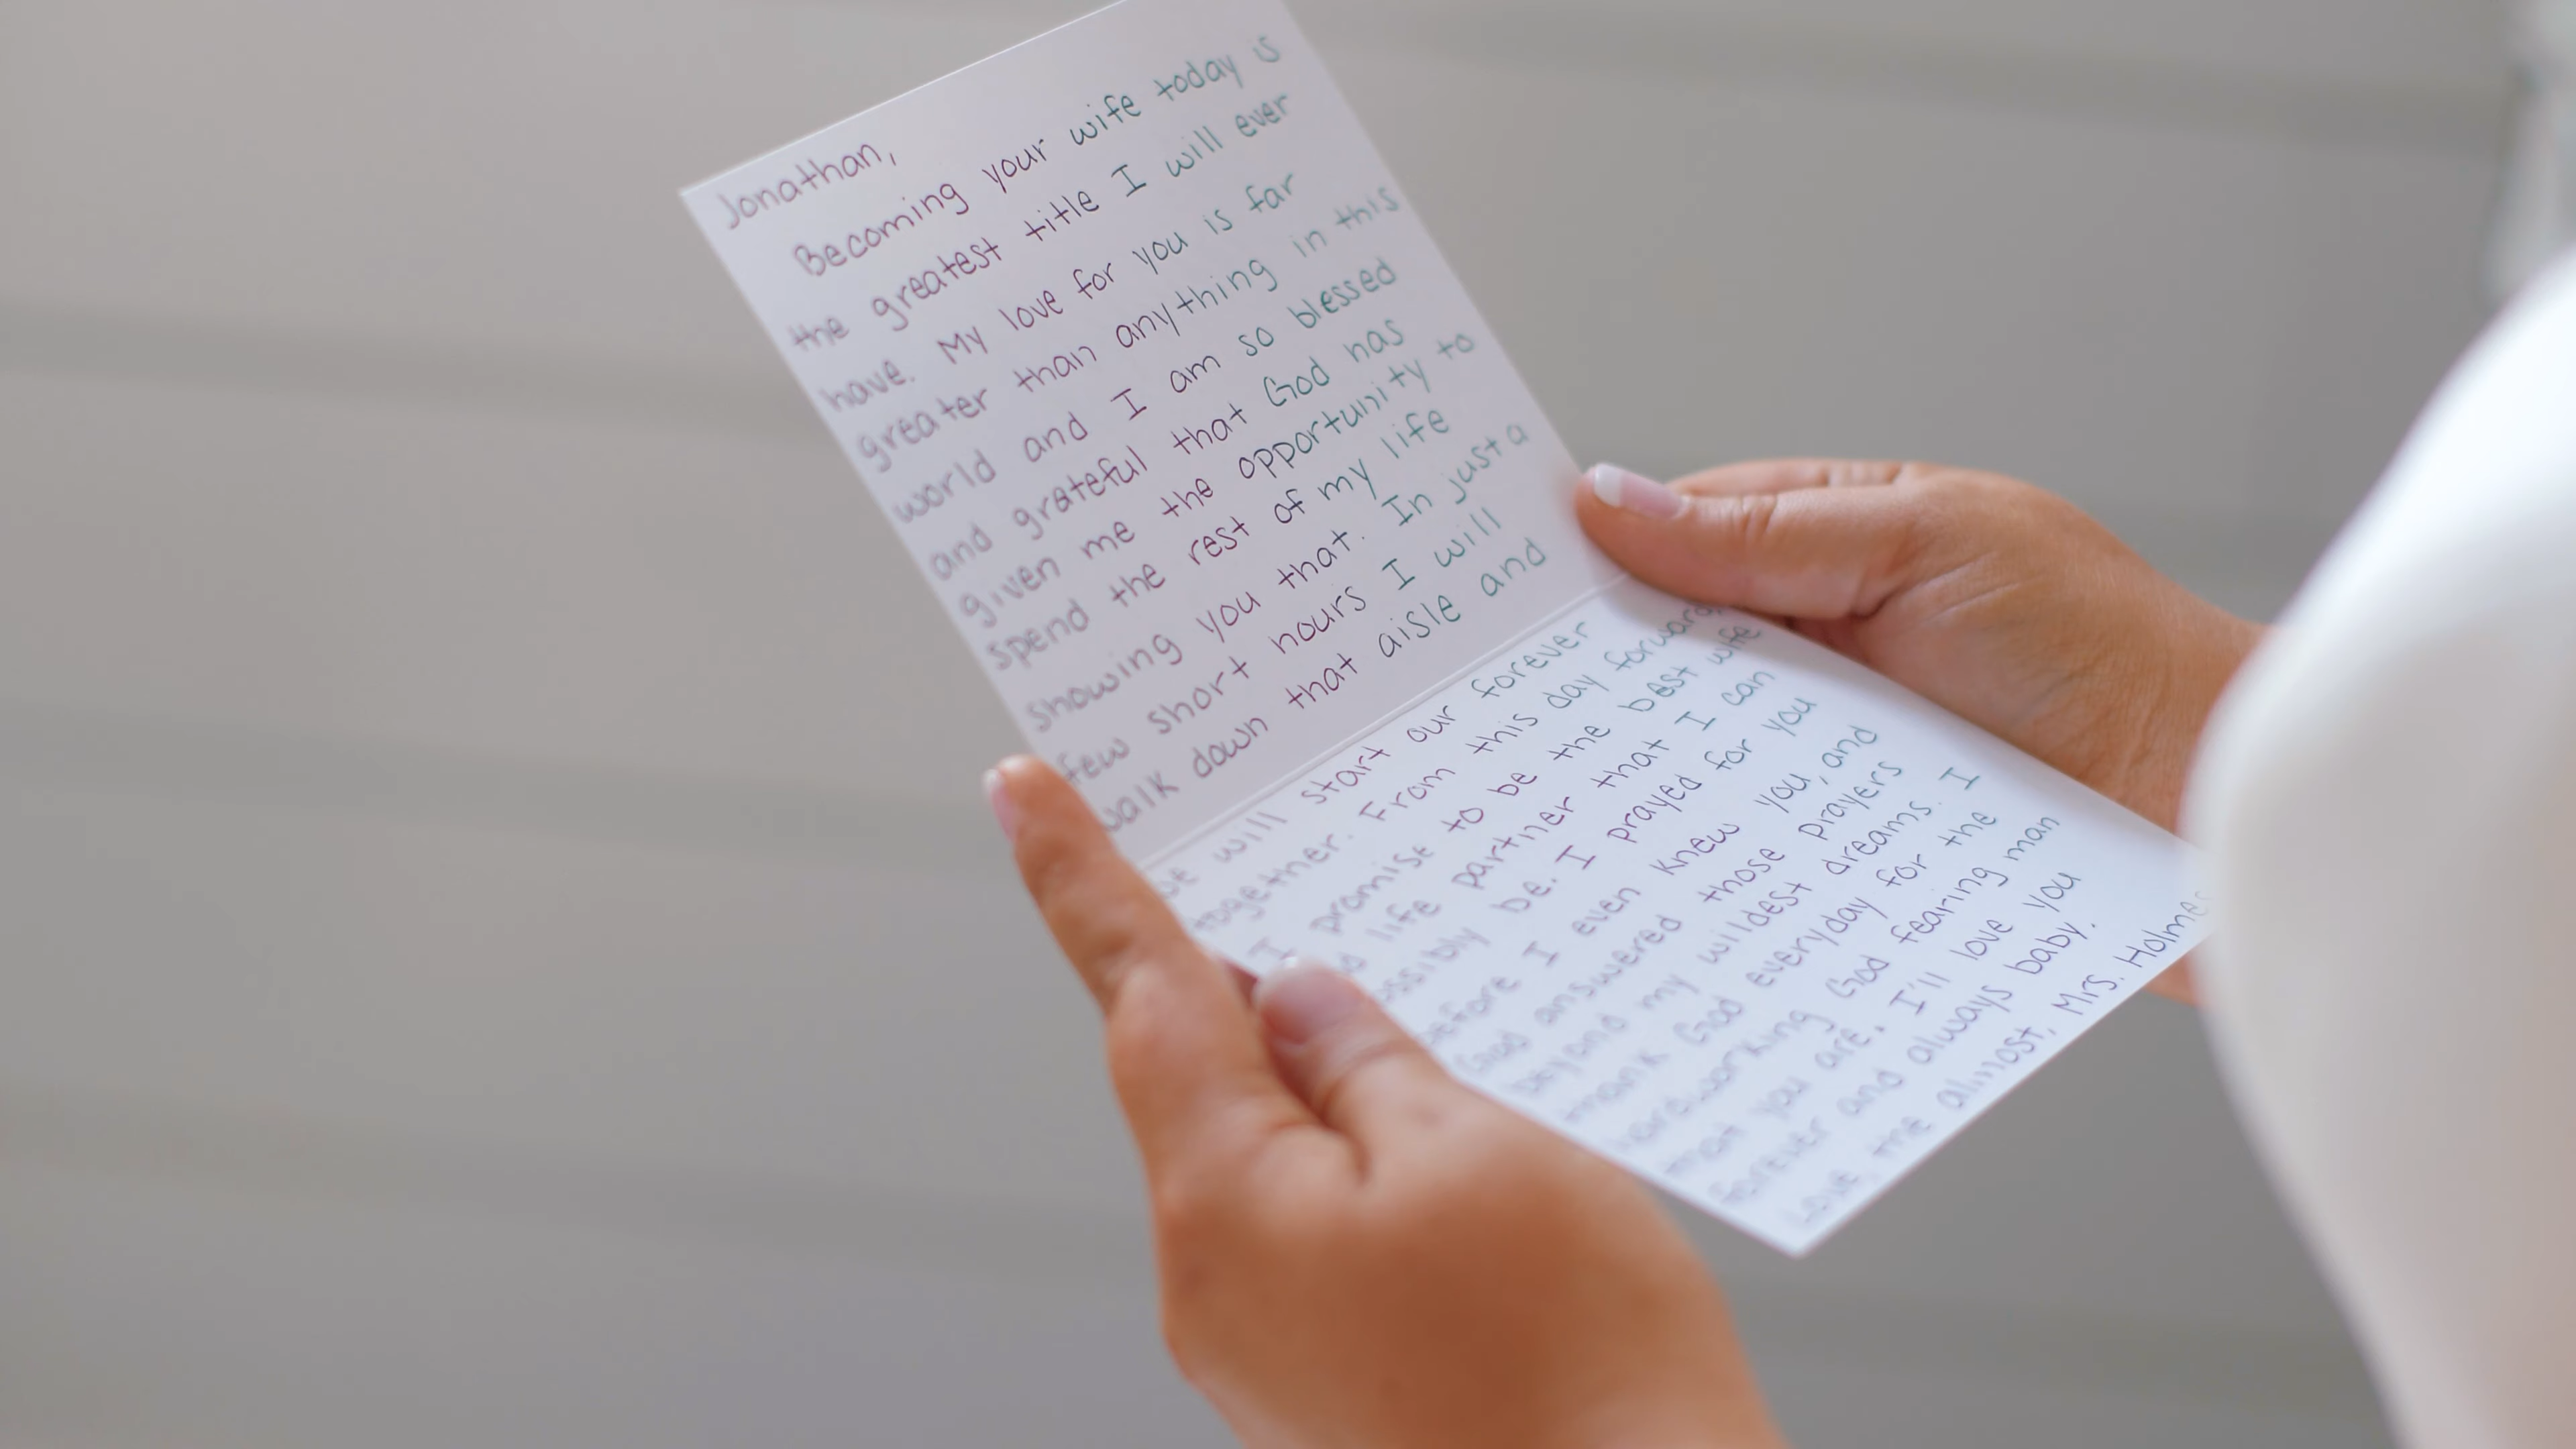 Jonathan,
Becoming your wife today is
the greatest title I will ever
have. My love for you is far
greater than anything in this
world and I am so blessed
and grateful that God has
given me the opportunity to
spend the rest of my life
showing you that. In just a
few short hours I will
walk down that aisle and
we will start our forever
together. From this day forward,
I promise to be the best wife
life partner that I can
possibly be. I prayed for you
before I even knew you, and
God answered those prayers
beyond my wildest dreams. I
thank God everyday for the
hardworking God fearing man
that you are. I'll love you
forever and always baby.
Love, the almost, Mrs. Holmes